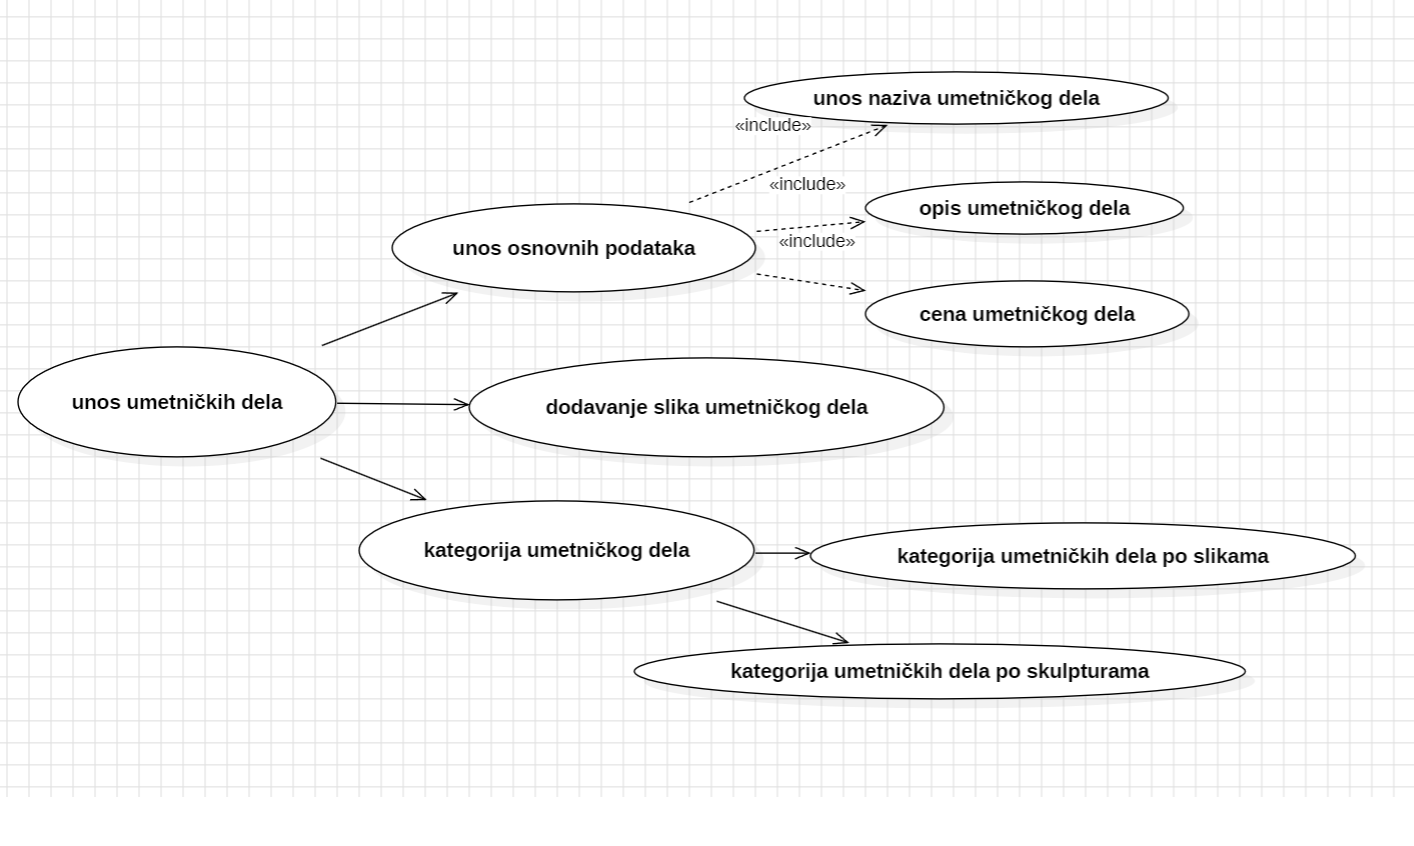 unos naziva umetničkog dela
«include»
«include»
opis umetničkog dela
unos osnovnih podataka
«include»
cena umetničkog dela
unos umetničkih dela
dodavanje slika umetničkog dela
kategorija umetničkog dela
kategorija umetničkih dela po slikama
kategorija umetničkih dela po skulpturama